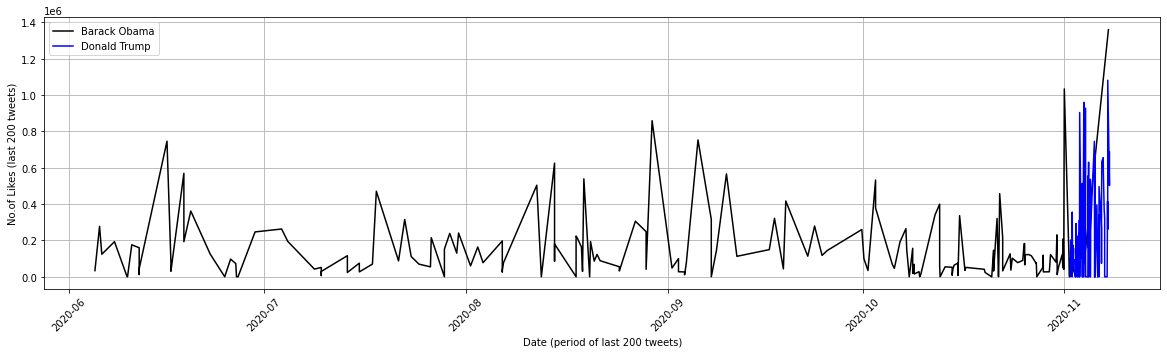 1e6
Barack Obama
Donald Trump
1.4
1.2
1.0
0.8
0.6
0.4
0.2
0.0
No.of Likes (last 200 tweets)
2020-06
2020-07
2020-08
2020-09
2020-10
2020-11
Date (period of last 200 tweets)